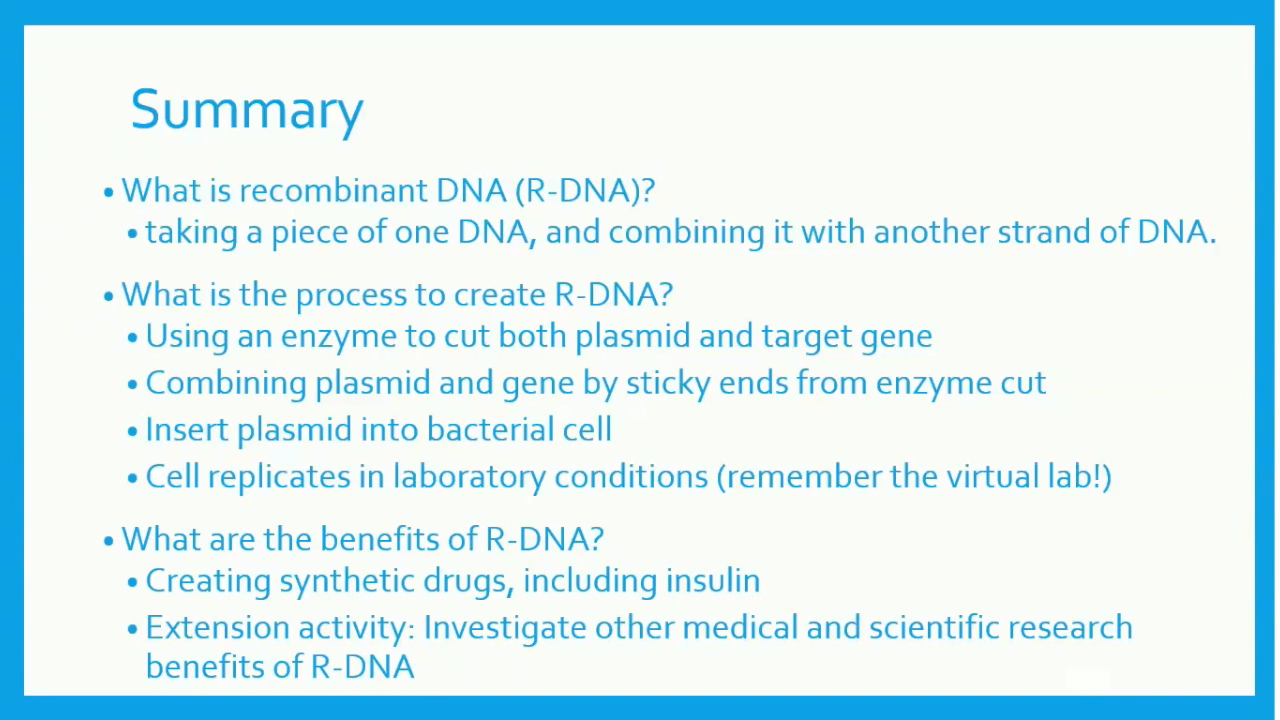 Summary
• What is recombinant DNA (R-DNA)?
• taking a piece of one DNA, and combining it with another strand of DNA.
• What is the process to create R-DNA?
• Using an enzyme to cut both plasmid and target gene
• Combining plasmid and gene by sticky ends from enzyme cut
• Insert plasmid into bacterial cell
• Cell replicates in laboratory conditions (remember the virtual lab!)
• What are the benefits of R-DNA?
• Creating synthetic drugs, including insulin
• Extension activity: Investigate other medical and scientific research
benefits of R-DNA